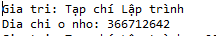 Gia tri: Tạp chí Lập trình
Dia chi o nho: 366712642